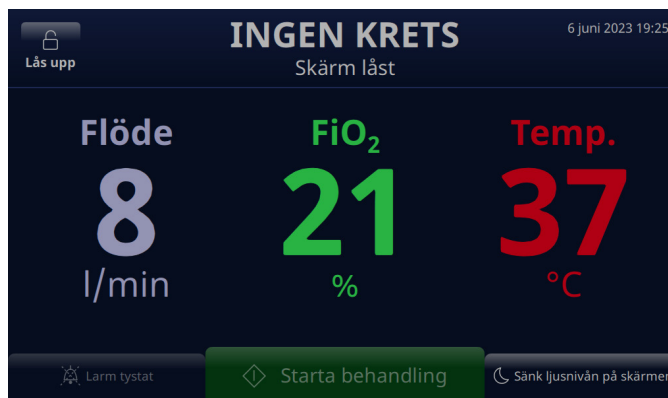 INGEN KRETS
6 juni 2023 19:25
Lås upp
Skärm låst
Flöde
FiO₂
Temp.
8
21
37
l/min
%
°C
Larm tystat
Starta behandling
Sänk ljusnivån på skärmen